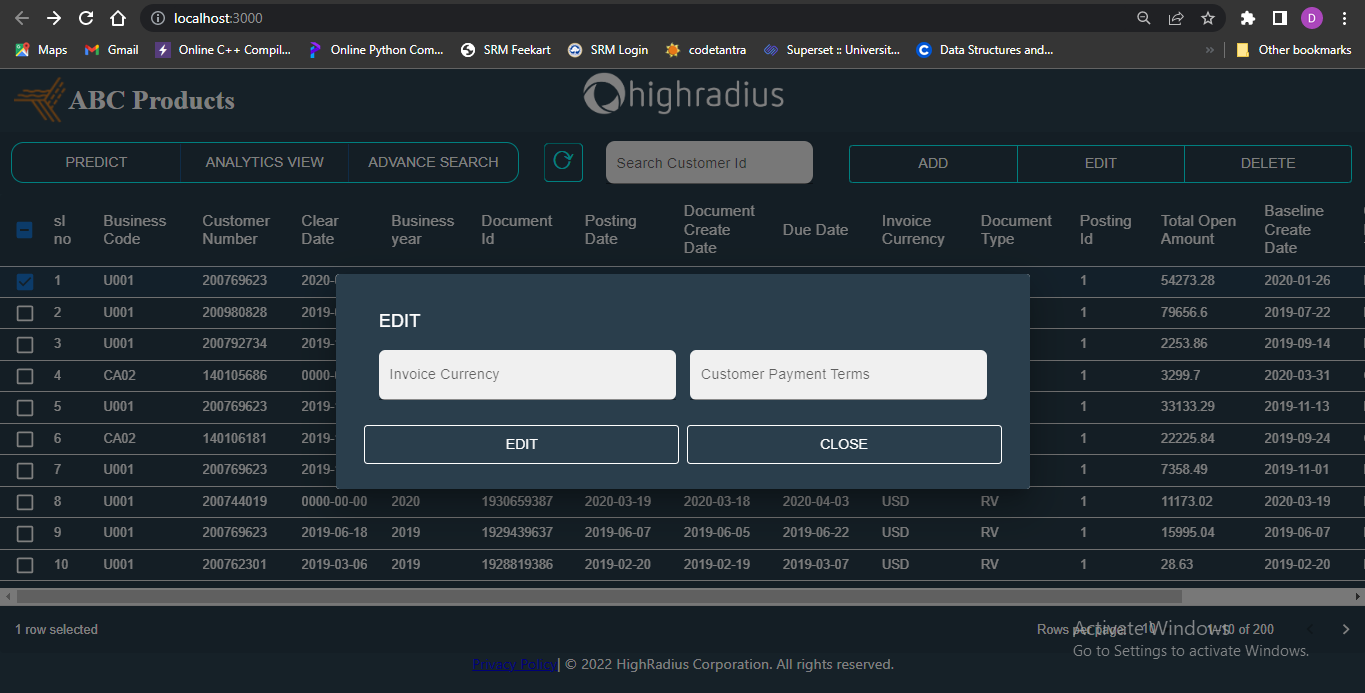 localhost:3000
D
Maps Gmail Online C++ Compil... Online Python Com... SRM Feekart SRM Login codetantra Superset :: Universit... Data Structures and... » Other bookmarks
ABC Products
highradius
PREDICT ANALYTICS VIEW ADVANCE SEARCH Search Customer Id ADD EDIT DELETE
sl no Business Code Customer Number Clear Date Business year Document Id Posting Date Document Create Date Due Date Invoice Currency Document Type Posting Id Total Open Amount Baseline Create Date
1 U001 200769623 2020- 1 54273.28 2020-01-26
2 U001 200980828 2019- 1 79656.6 2019-07-22
3 U001 200792734 2019- 1 2253.86 2019-09-14
4 CA02 140105686 0000- 1 3299.7 2020-03-31
5 U001 200769623 2019- 1 33133.29 2019-11-13
6 CA02 140106181 2019- 1 22225.84 2019-09-24
7 U001 200769623 2019- 1 7358.49 2019-11-01
8 U001 200744019 0000-00-00 2020 1930659387 2020-03-19 2020-03-18 2020-04-03 USD RV 1 11173.02 2020-03-19
9 U001 200769623 2019-06-18 2019 1929439637 2019-06-07 2019-06-05 2019-06-22 USD RV 1 15995.04 2019-06-07
10 U001 200762301 2019-03-06 2019 1928819386 2019-02-20 2019-02-19 2019-03-07 USD RV 1 28.63 2019-02-20
EDIT
Invoice Currency Customer Payment Terms
EDIT CLOSE
1 row selected
Rows per page: 10 1–10 of 200
Activate Windows
Go to Settings to activate Windows.
Privacy Policy| © 2022 HighRadius Corporation. All rights reserved.